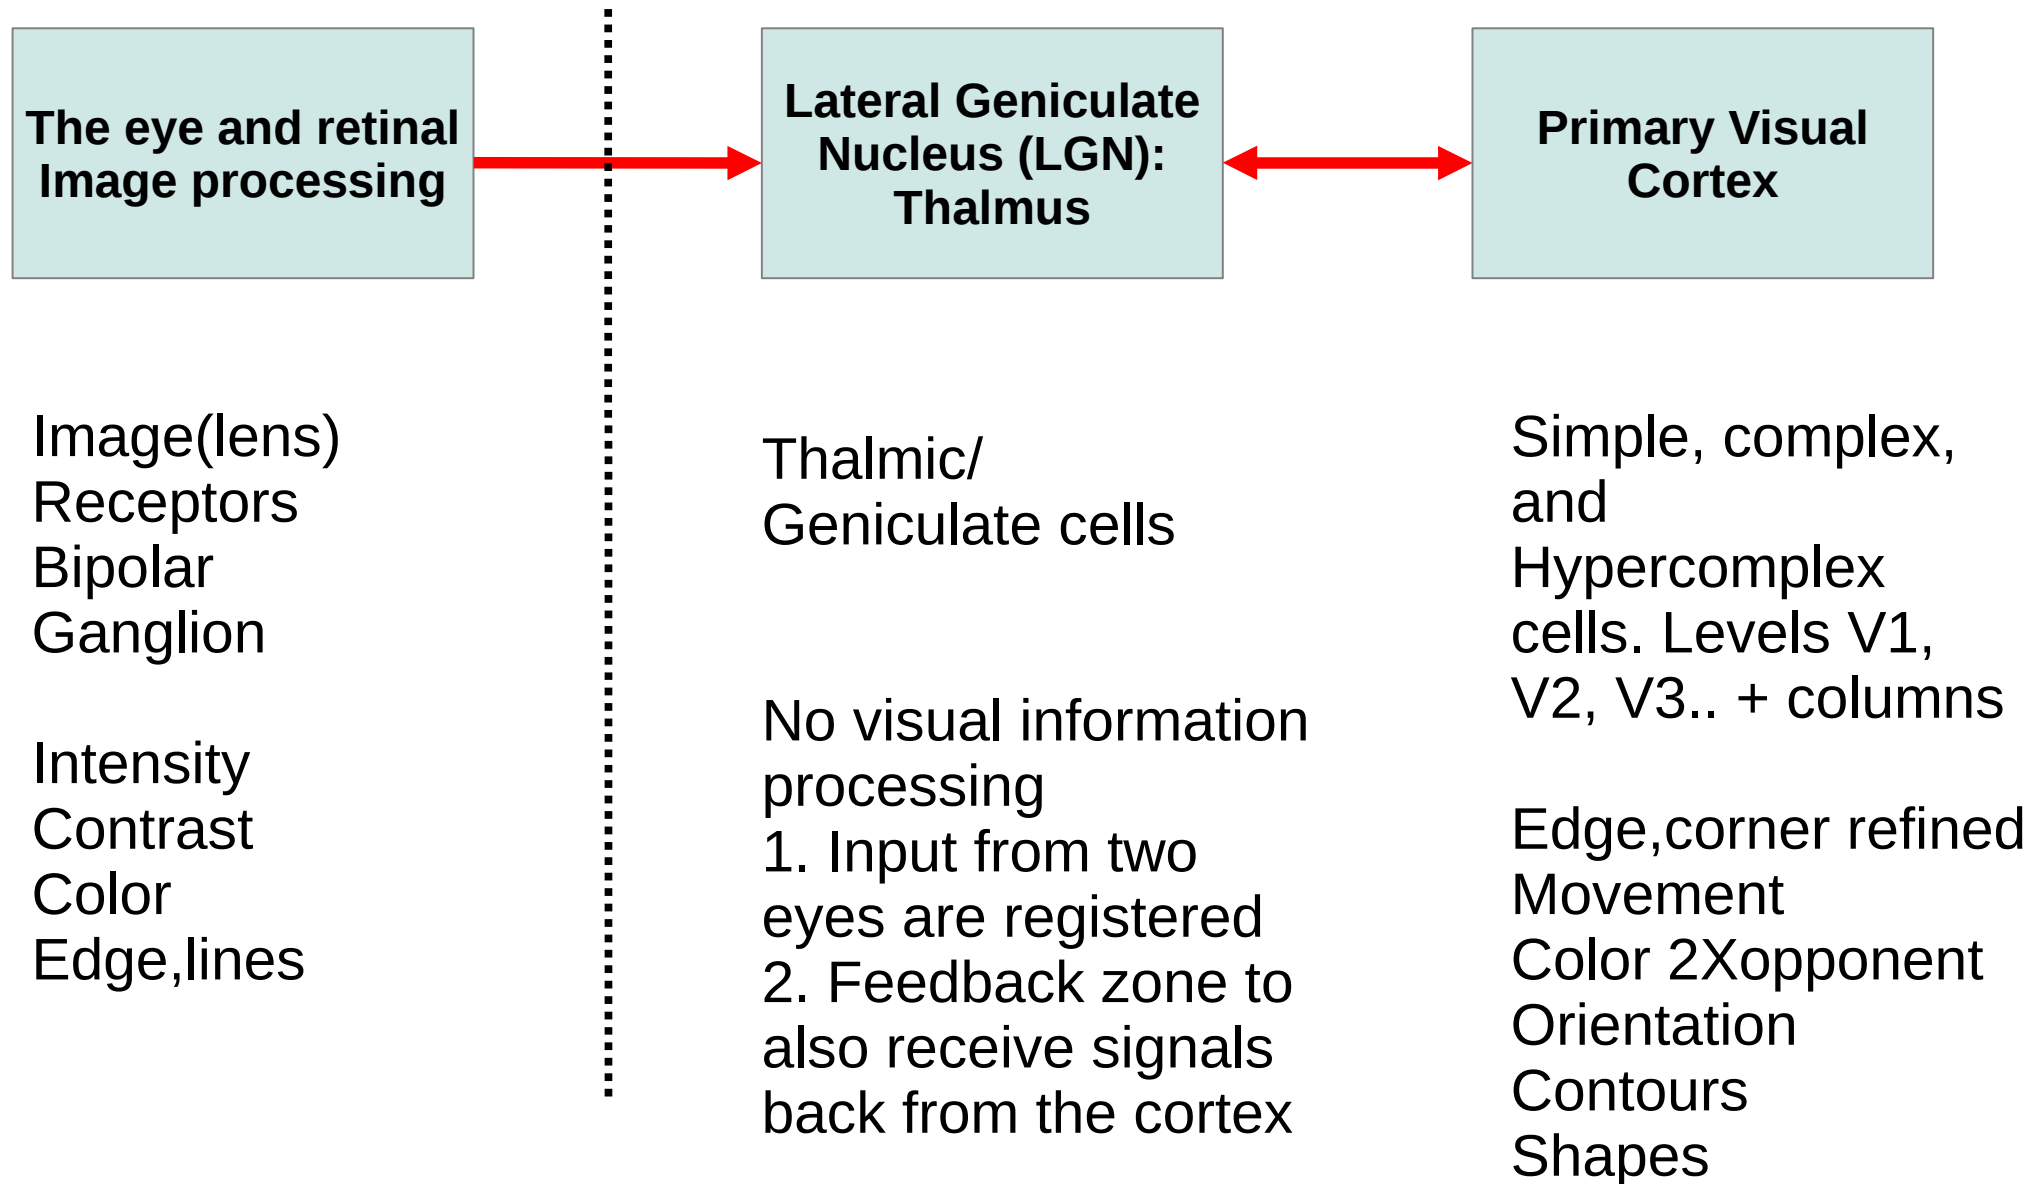 The eye and retinal
Image processing
Lateral Geniculate
Nucleus (LGN):
Thalmus
Primary Visual
Cortex
Image(lens)
Receptors
Bipolar
Ganglion
Intensity
Contrast
Color
Edge,lines
Thalmic/
Geniculate cells
No visual information
processing
1. Input from two
eyes are registered
2. Feedback zone to
also receive signals
back from the cortex
Simple, complex,
and
Hypercomplex
cells. Levels V1,
V2, V3.. + columns
Edge,corner refined
Movement
Color 2Xopponent
Orientation
Contours
Shapes